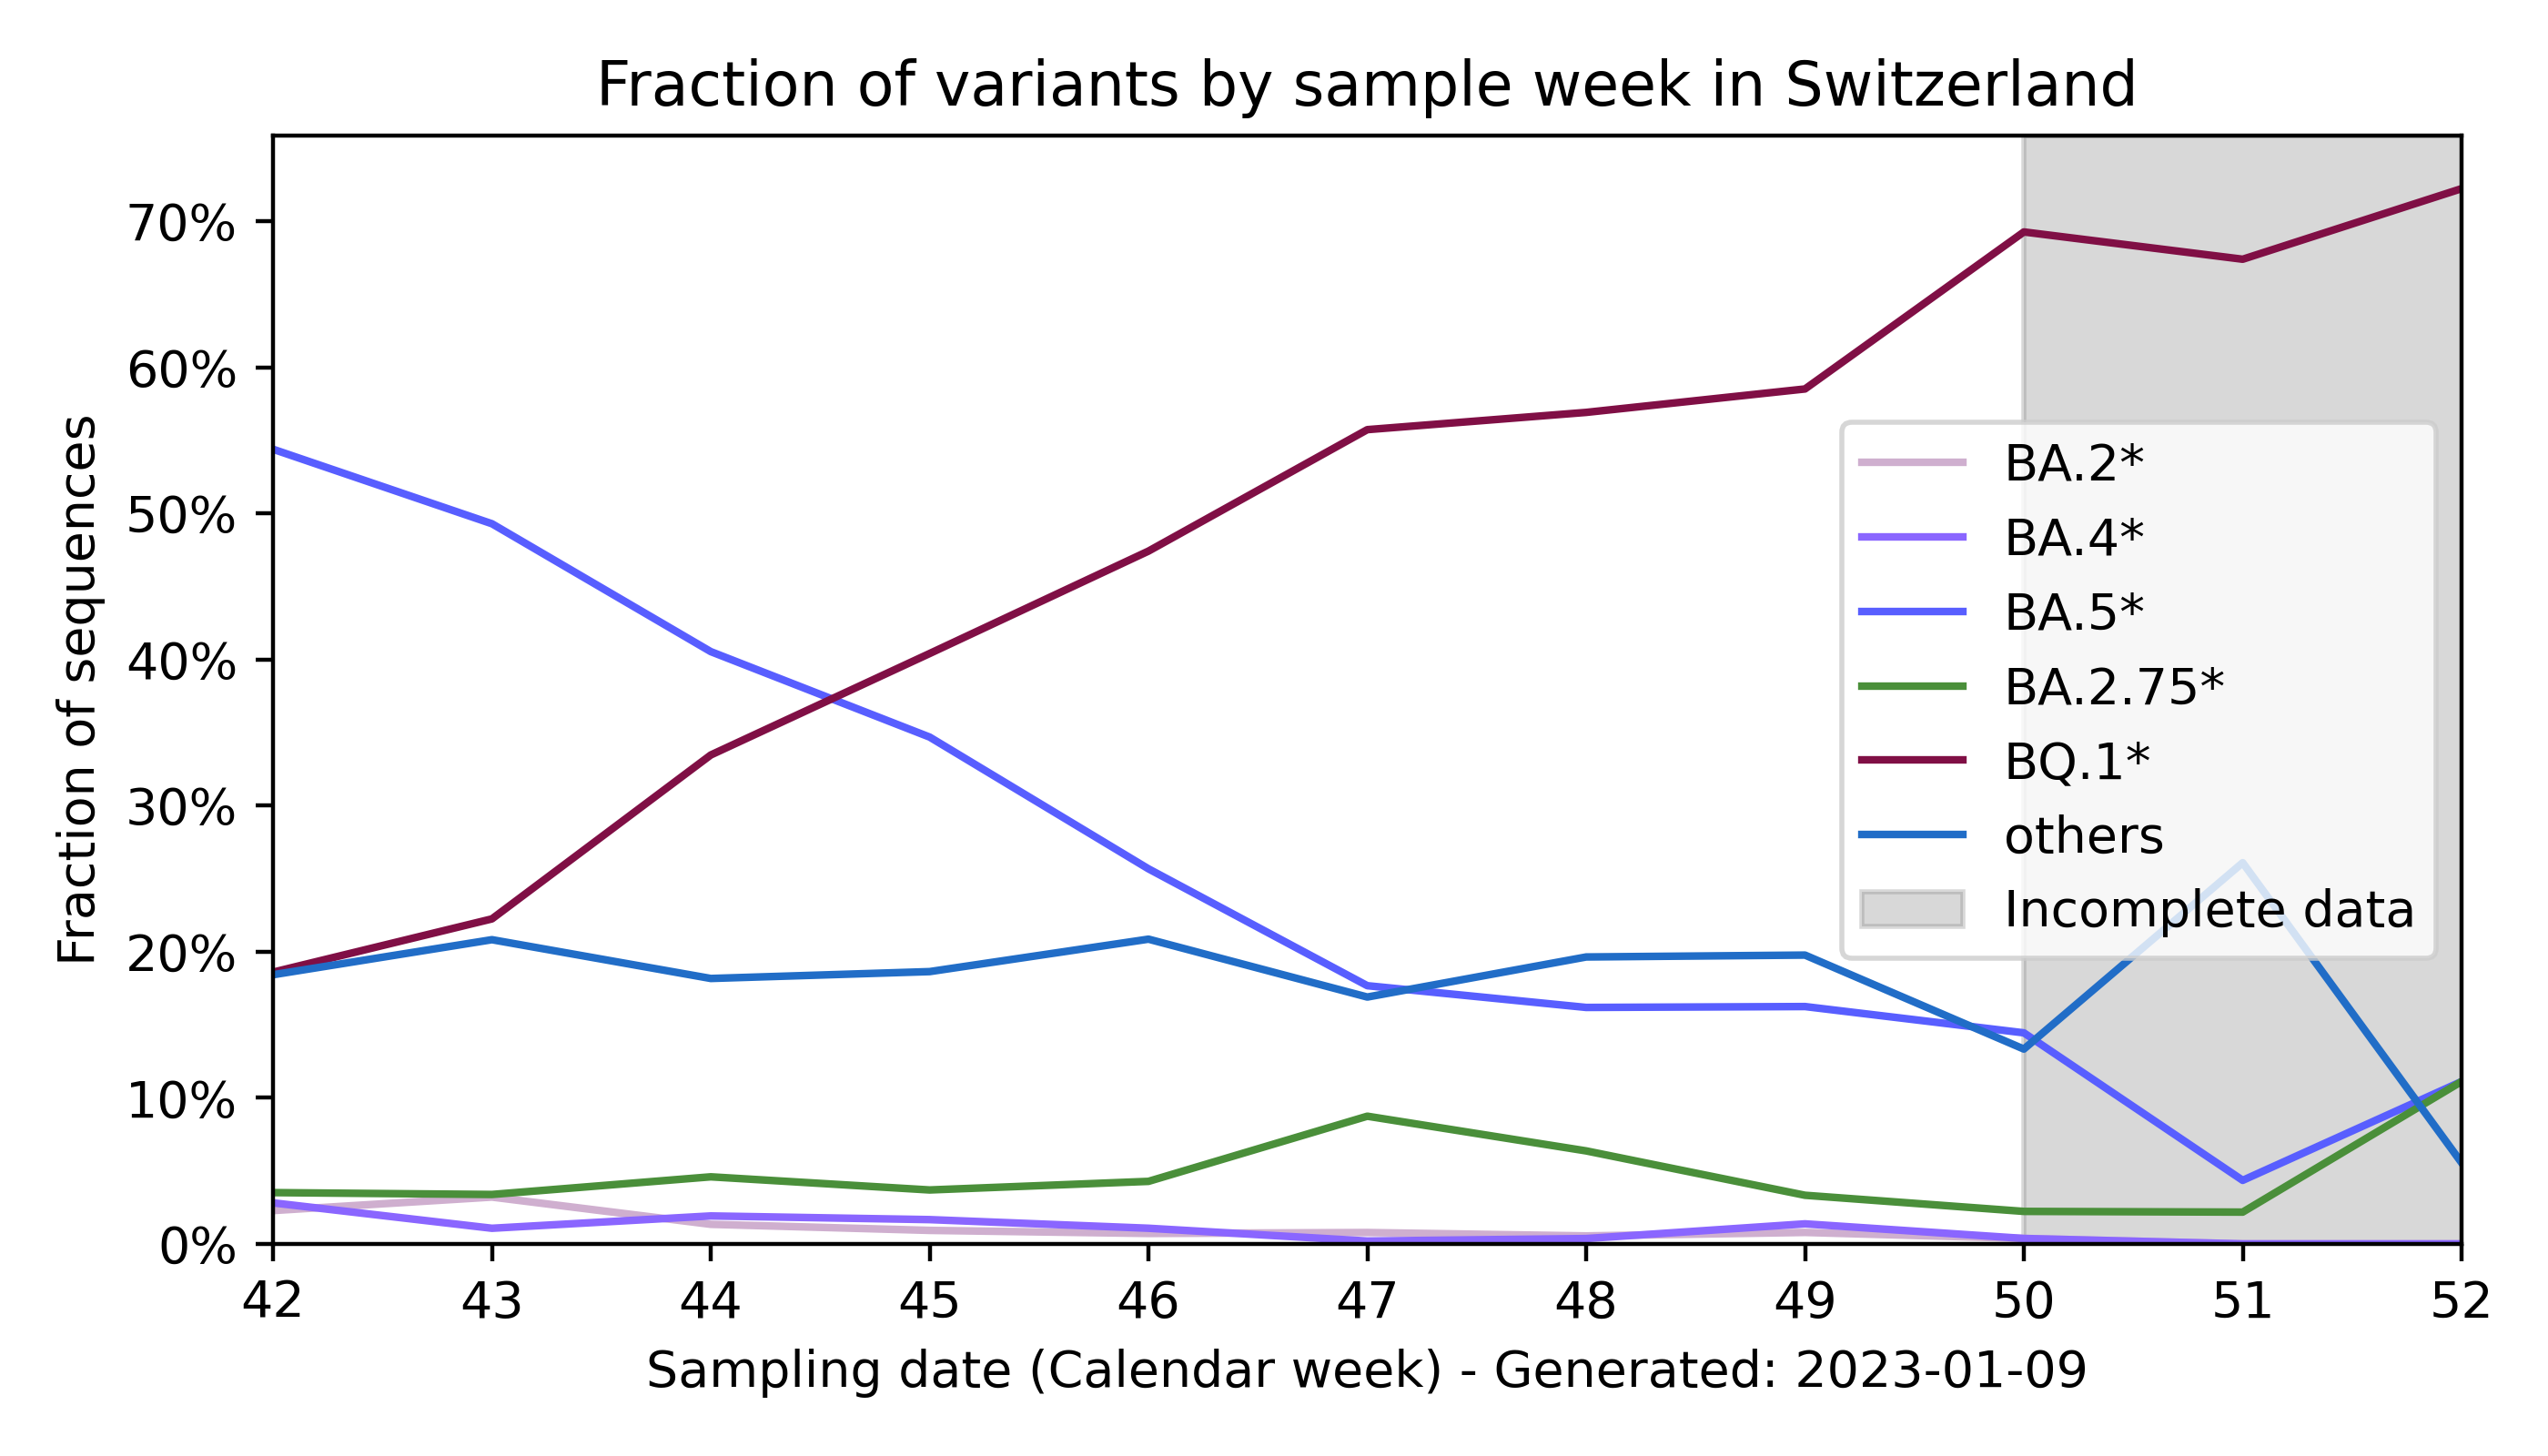 Fraction of variants by sample week in Switzerland
Fraction of sequences
70%
60%
50%
40%
30%
20%
10%
0%
BA.2*
BA.4*
BA.5*
BA.2.75*
BQ.1*
others
Incomplete data
42 43 44 45 46 47 48 49 50 51 52
Sampling date (Calendar week) - Generated: 2023-01-09